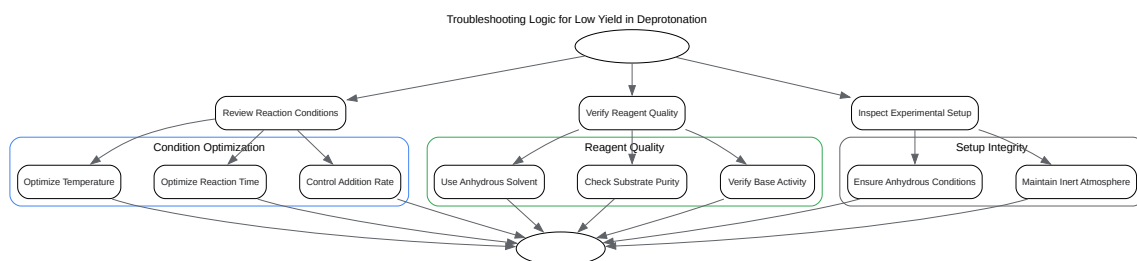 Troubleshooting Logic for Low Yield in Deprotonation
Review Reaction Conditions
Verify Reagent Quality
Inspect Experimental Setup
Condition Optimization
Reagent Quality
Setup Integrity
Optimize Temperature
Optimize Reaction Time
Control Addition Rate
Use Anhydrous Solvent
Check Substrate Purity
Verify Base Activity
Ensure Anhydrous Conditions
Maintain Inert Atmosphere